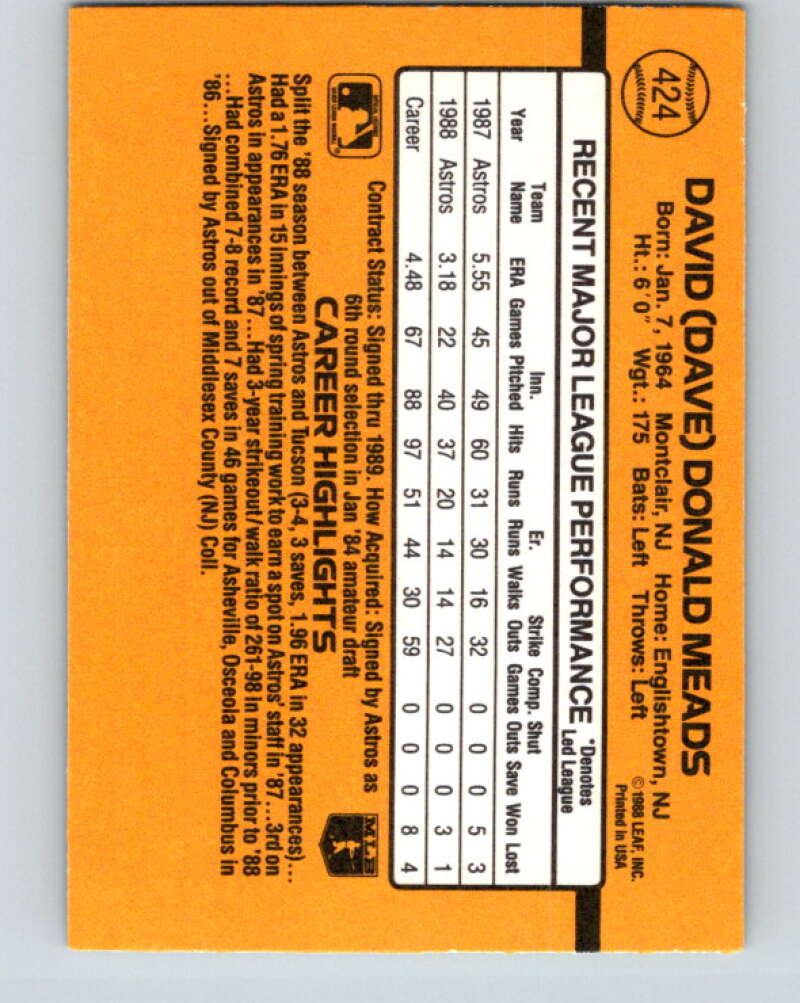 424
DAVID (DAVE) DONALD MEADS
Born: Jan. 7, 1964 Montclair, NJ Home: Englishtown, NJ
Ht.: 6'0" Wgt.: 175 Bats: Left Throws: Left
©1988 LEAF, INC.
Printed in USA
RECENT MAJOR LEAGUE PERFORMANCE
*Denotes
Led League
Team Inn. Er. Strike Comp. Shut
Year Name ERA Games Pitched Hits Runs Runs Walks Outs Games Outs Save Won Lost
1987 Astros 5.55 45 49 60 31 30 16 32 0 0 0 5 3
1988 Astros 3.18 22 40 37 20 14 14 27 0 0 0 3 1
Career 4.48 67 88 97 51 44 30 59 0 0 0 8 4
Contract Status: Signed thru 1989. How Acquired: Signed by Astros as
6th round selection in Jan '84 amateur draft
MLB
CAREER HIGHLIGHTS
Split the '88 season between Astros and Tucson (3-4, 3 saves, 1.96 ERA in 32 appearances)...
Had a 1.76 ERA in 15 innings of spring training work to earn a spot on Astros' staff in '87...3rd on
Astros in appearances in '87...Had 3-year strikeout/walk ratio of 261-98 in minors prior to '88
...Had combined 7-8 record and 7 saves in 46 games for Asheville, Osceola and Columbus in
'86...Signed by Astros out of Middlesex County (NJ) Coll.